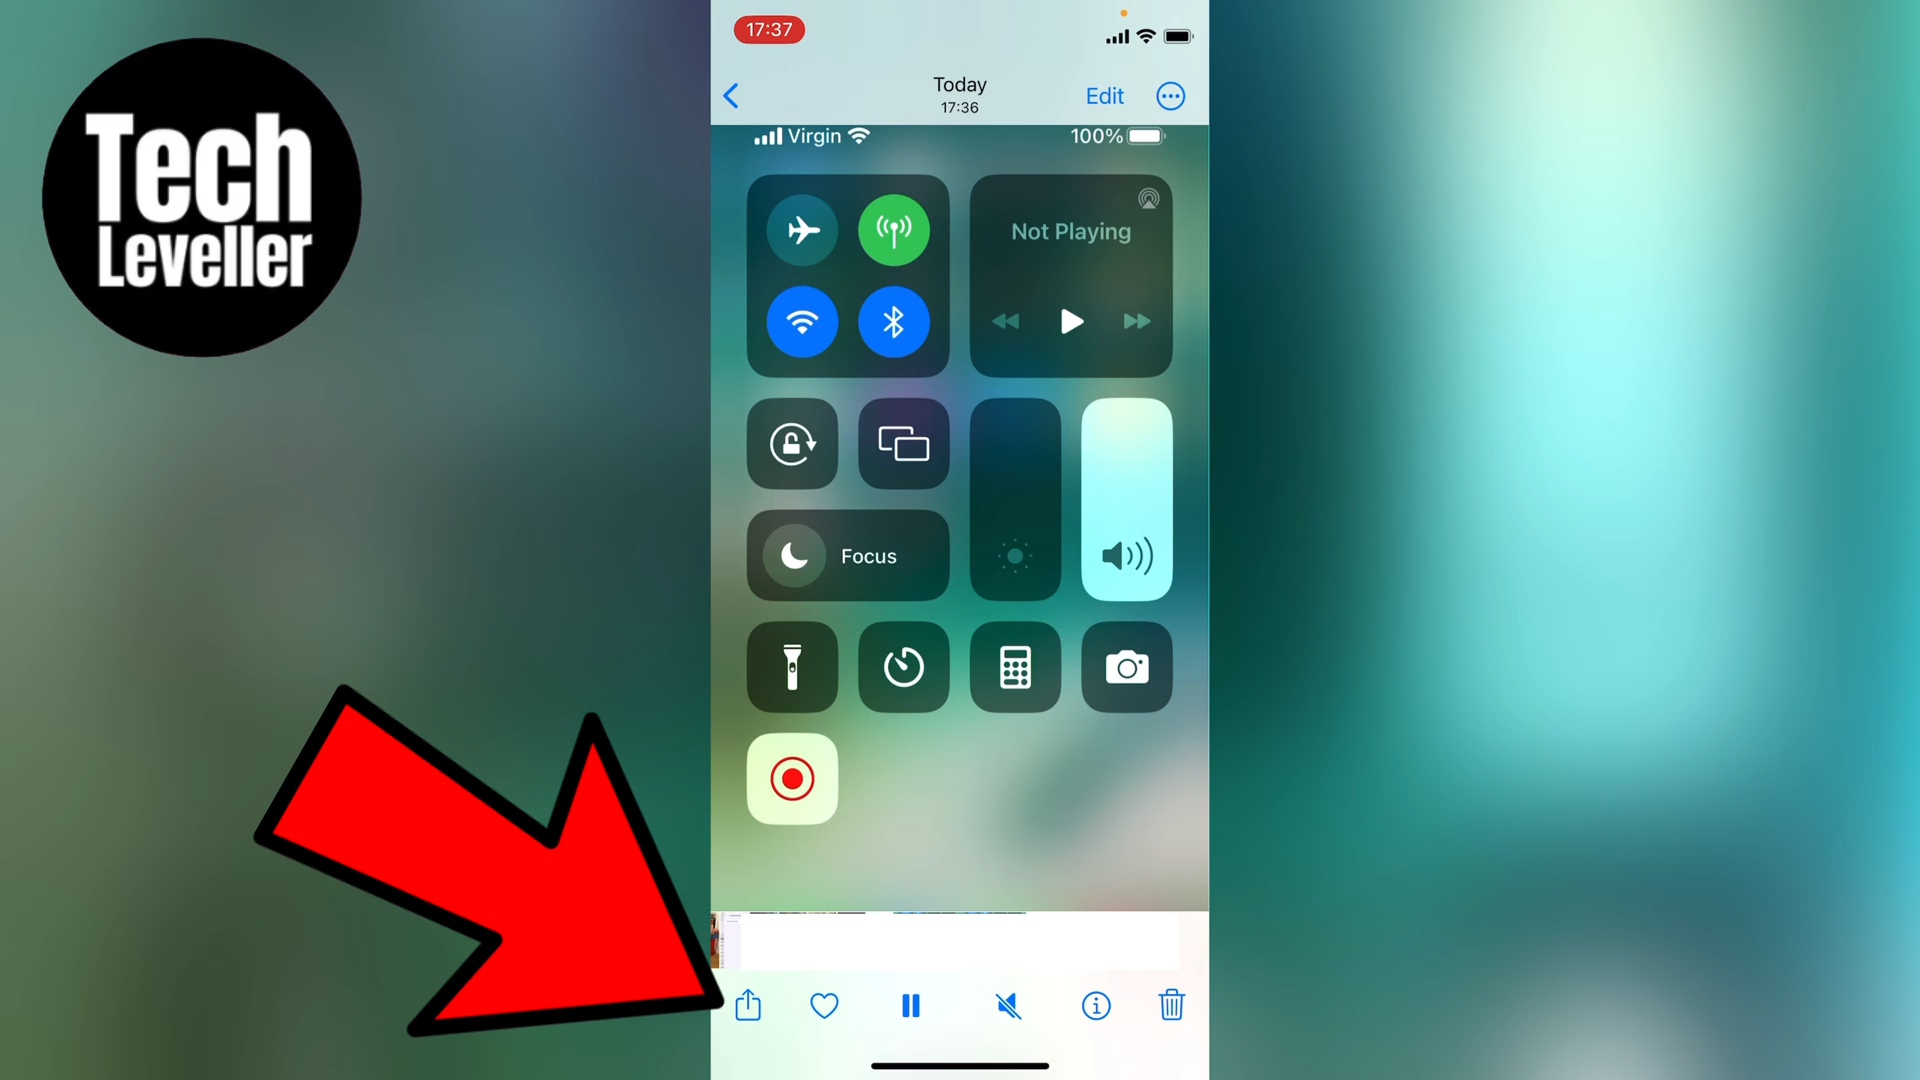 Tech
Leveller
17:37
Today
17:36
Edit
Virgin
100%
Not Playing
Focus